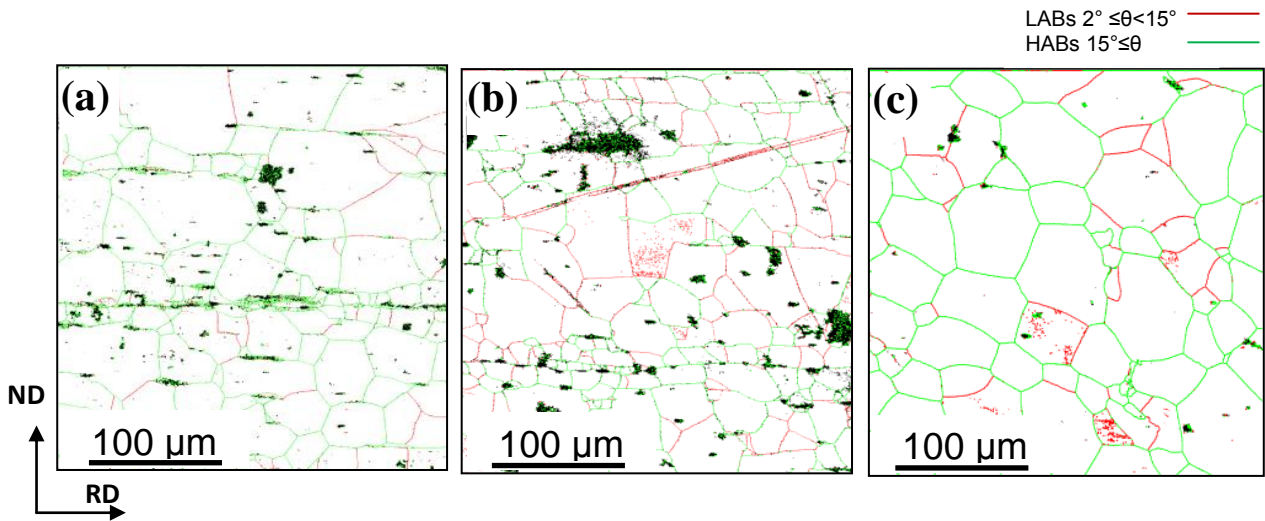 LABs 2° ≤θ<15°
HABs 15°≤θ
(a)
(b)
(c)
100 µm
100 µm
100 µm
ND
RD